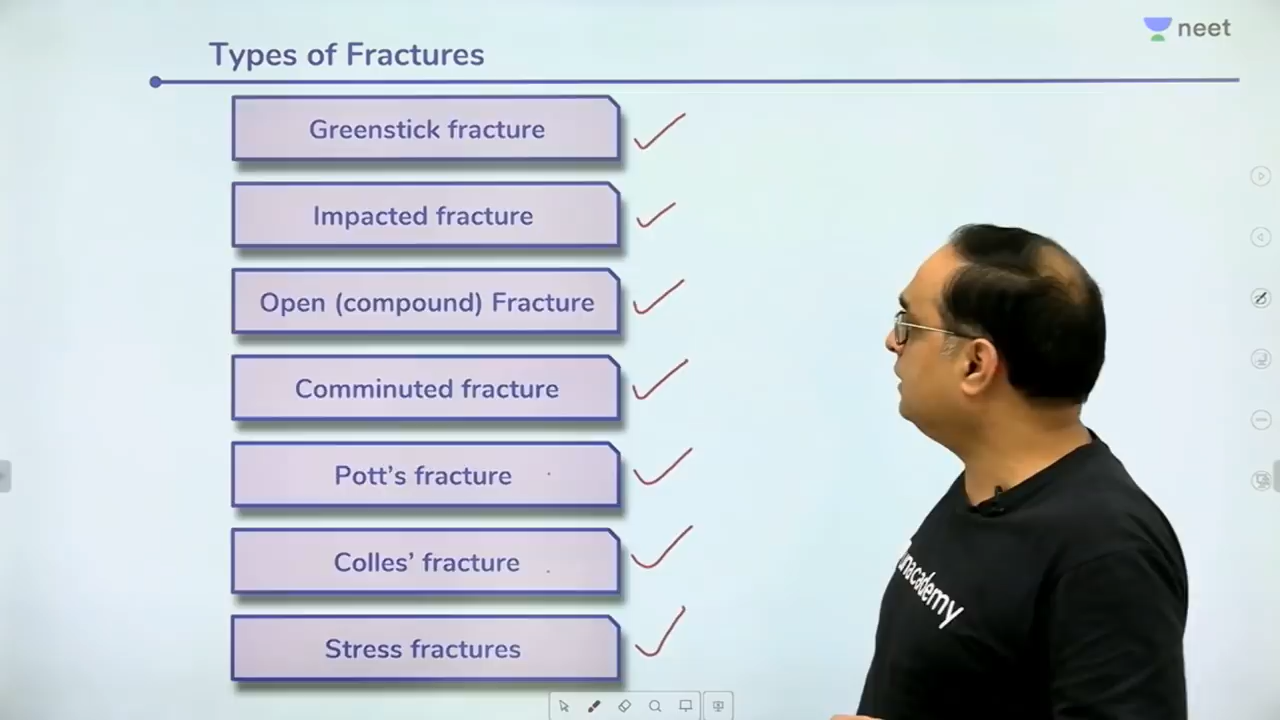 neet
Types of Fractures
Greenstick fracture
Impacted fracture
Open (compound) Fracture
Comminuted fracture
Pott’s fracture
Colles’ fracture
Stress fractures
unacademy